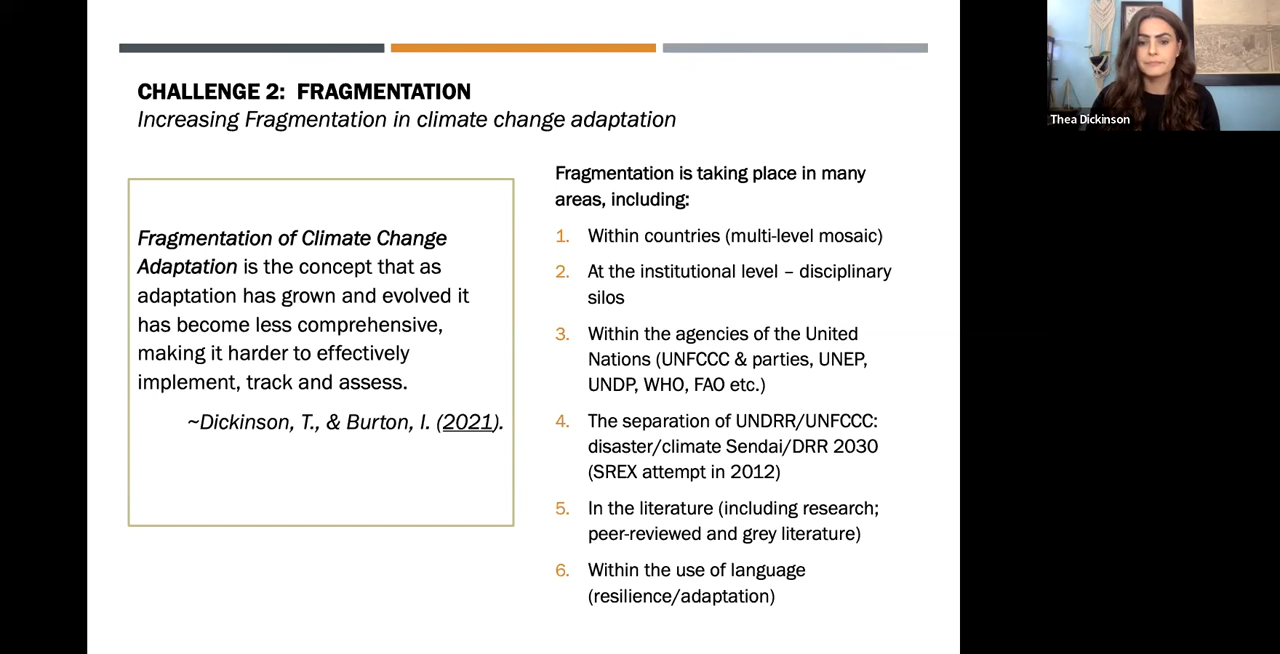 CHALLENGE 2: FRAGMENTATION
Increasing Fragmentation in climate change adaptation
Fragmentation of Climate Change
Adaptation is the concept that as
adaptation has grown and evolved it
has become less comprehensive,
making it harder to effectively
implement, track and assess.
~Dickinson, T., & Burton, I. (2021).
Fragmentation is taking place in many
areas, including:
1. Within countries (multi-level mosaic)
2. At the institutional level – disciplinary
silos
3. Within the agencies of the United
Nations (UNFCCC & parties, UNEP,
UNDP, WHO, FAO etc.)
4. The separation of UNDRR/UNFCCC:
disaster/climate Sendai/DRR 2030
(SREX attempt in 2012)
5. In the literature (including research;
peer-reviewed and grey literature)
6. Within the use of language
(resilience/adaptation)
Thea Dickinson